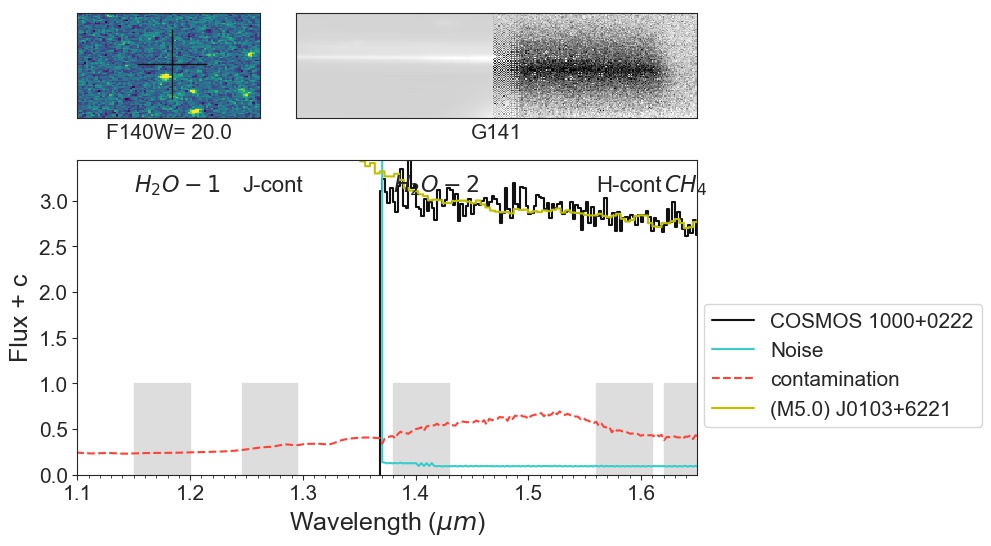 F140W= 20.0
G141
H₂O − 1
J-cont
H₂O − 2
H-cont
CH₄
3.0
2.5
2.0
1.5
1.0
0.5
0.0
Flux + c
1.1
1.2
1.3
1.4
1.5
1.6
Wavelength (μm)
COSMOS 1000+0222
Noise
contamination
(M5.0) J0103+6221